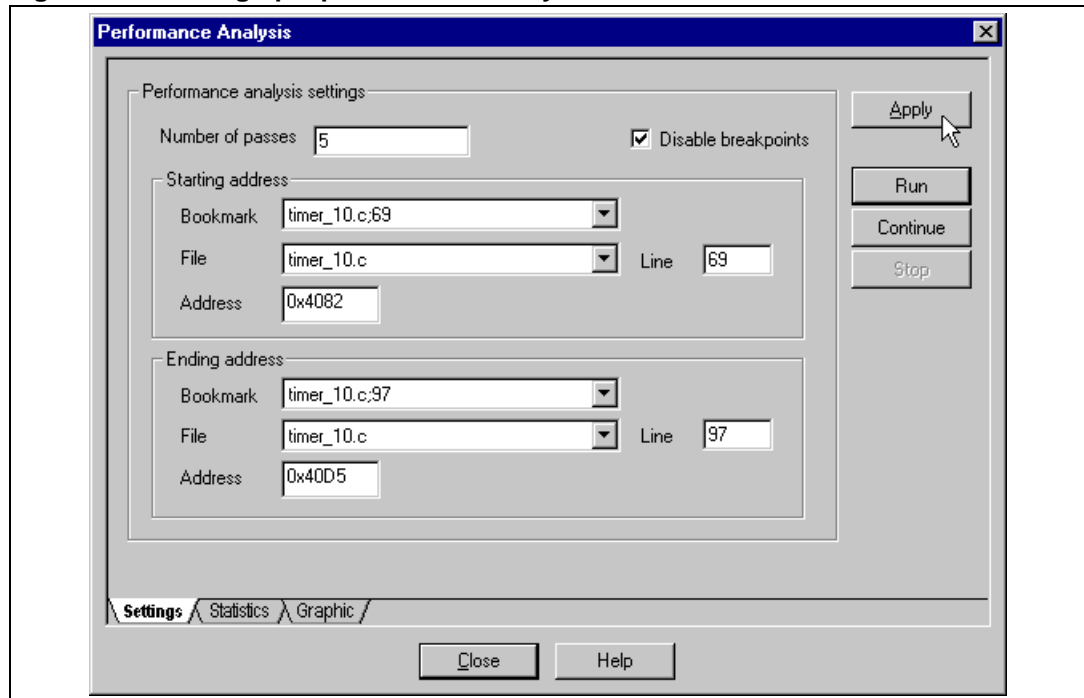 Performance Analysis
Performance analysis settings
Number of passes 5
Disable breakpoints
Apply
Starting address
Run
Bookmark timer_10.c;69
Continue
File timer_10.c Line 69
Stop
Address 0x4082
Ending address
Bookmark timer_10.c;97
File timer_10.c Line 97
Address 0x40D5
Settings Statistics Graphic
Close Help